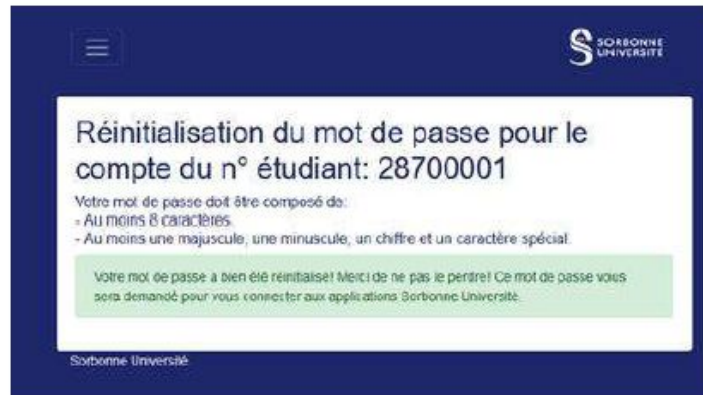 SORBONNE
UNIVERSITÉ
Réinitialisation du mot de passe pour le
compte du n° étudiant: 28700001
Votre mot de passe doit être composé de:
- Au moins 8 caractères.
- Au moins une majuscule, une minuscule, un chiffre et un caractère spécial.
Votre mot de passe a bien été réinitialisé! Merci de ne pas le perdre! Ce mot de passe vous
sera demandé pour vous connecter aux applications Sorbonne Université.
Sorbonne Université